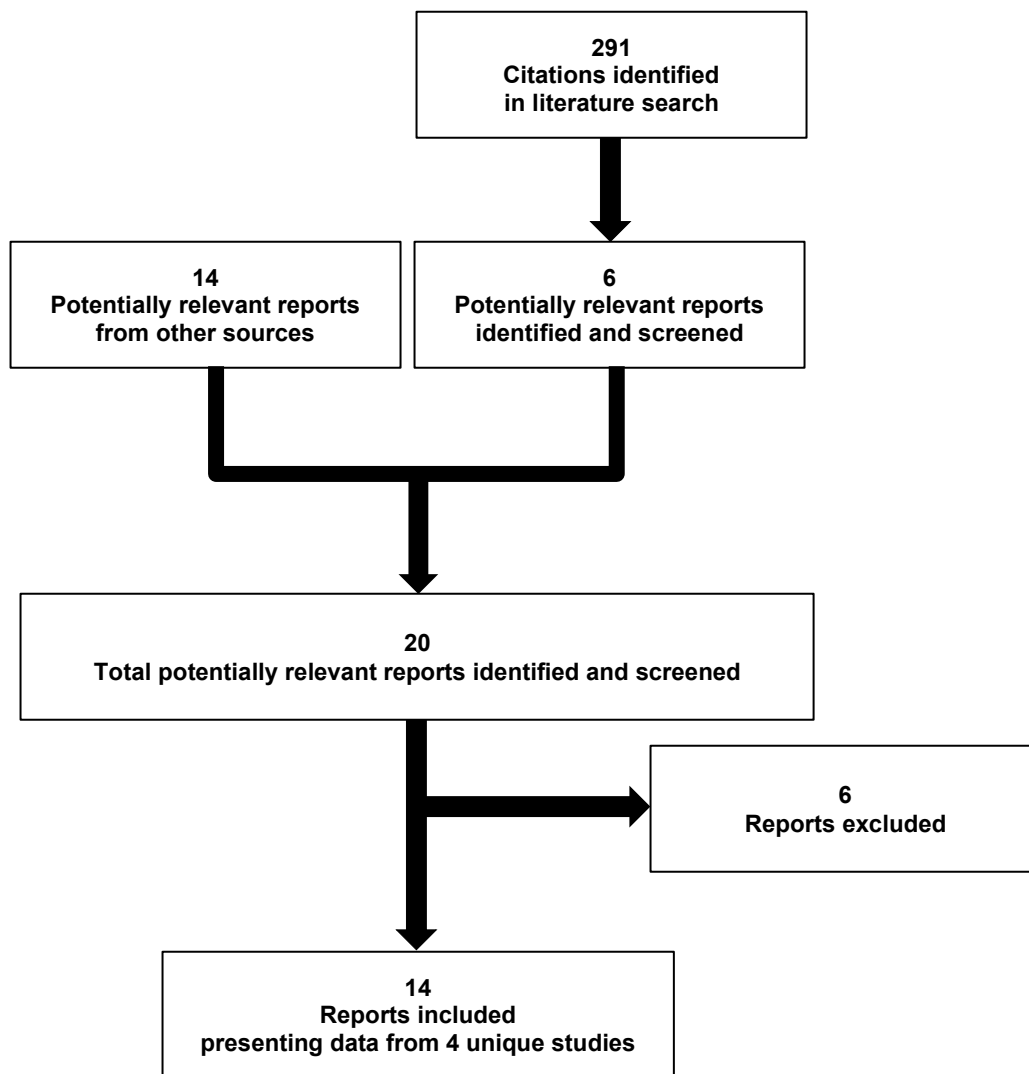 291
Citations identified
in literature search
14
Potentially relevant reports
from other sources
6
Potentially relevant reports
identified and screened
20
Total potentially relevant reports identified and screened
6
Reports excluded
14
Reports included
presenting data from 4 unique studies